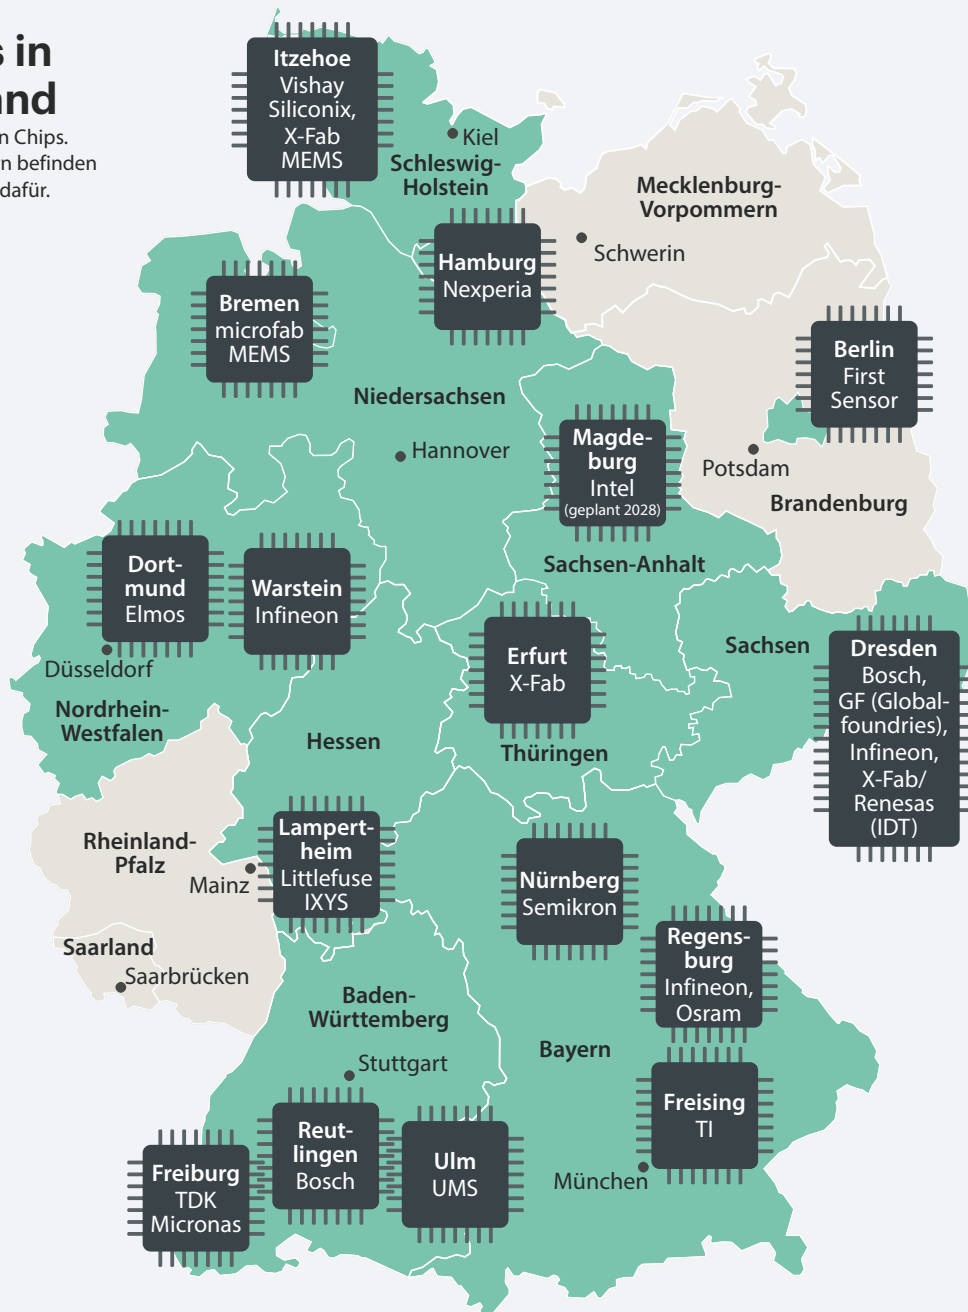 s in
and
n Chips.
n befinden
dafür.
Itzehoe
Vishay
Siliconix,
X-Fab
MEMS
Kiel
Schleswig-
Holstein
Mecklenburg-
Vorpommern
Schwerin
Hamburg
Nexperia
Bremen
microfab
MEMS
Berlin
First
Sensor
Niedersachsen
Hannover
Magde-
burg
Intel
(geplant 2028)
Potsdam
Brandenburg
Sachsen-Anhalt
Dort-
mund
Elmos
Warstein
Infineon
Düsseldorf
Nordrhein-
Westfalen
Erfurt
X-Fab
Thüringen
Sachsen
Dresden
Bosch,
GF (Global-
foundries),
Infineon,
X-Fab/
Renesas
(IDT)
Hessen
Rheinland-
Pfalz
Mainz
Lampert-
heim
Littlefuse
IXYS
Nürnberg
Semikron
Saarland
Saarbrücken
Regens-
burg
Infineon,
Osram
Baden-
Württemberg
Stuttgart
Bayern
Freising
TI
München
Reut-
lingen
Bosch
Ulm
UMS
Freiburg
TDK
Micronas